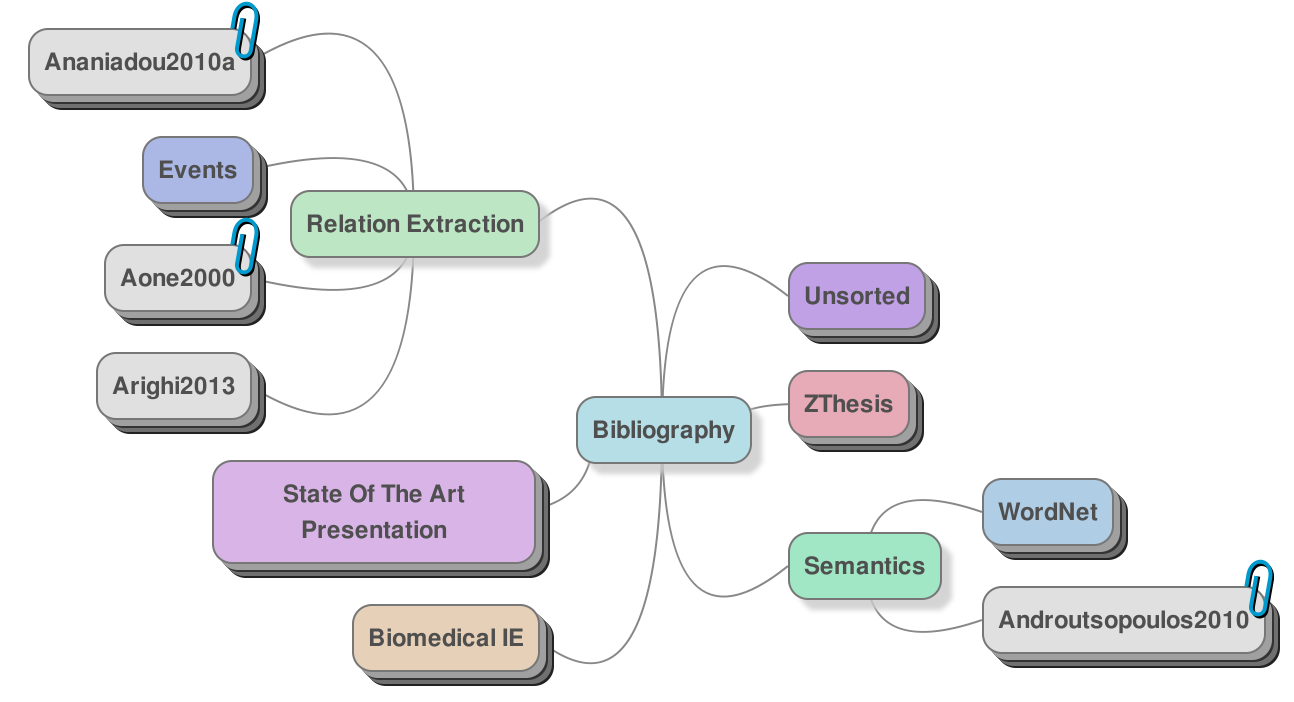 Ananiadou2010a
Events
Relation Extraction
Aone2000
Unsorted
Arighi2013
ZThesis
Bibliography
State Of The Art
Presentation
WordNet
Semantics
Androutsopoulos2010
Biomedical IE